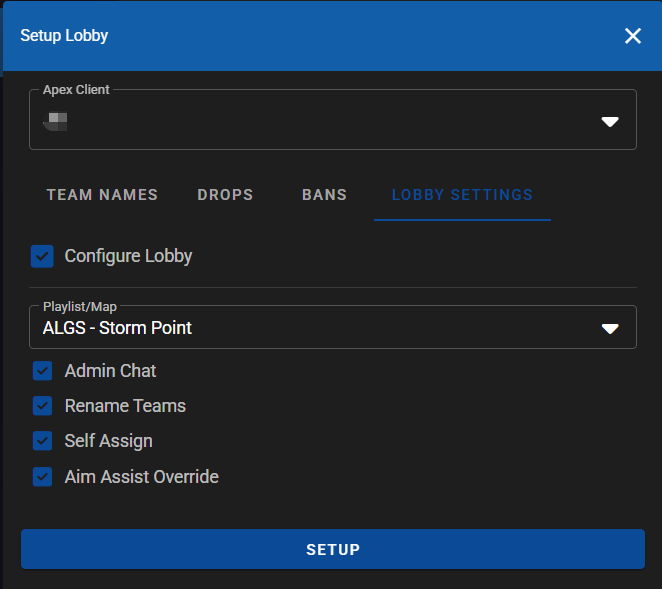 Setup Lobby
Apex Client
TEAM NAMES DROPS BANS LOBBY SETTINGS
Configure Lobby
Playlist/Map
ALGS - Storm Point
Admin Chat
Rename Teams
Self Assign
Aim Assist Override
SETUP